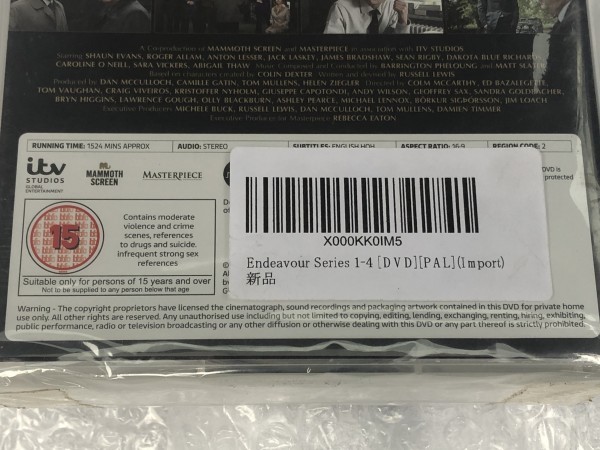 A Co-production of MAMMOTH SCREEN and MASTERPIECE in association with ITV STUDIOS
Starring SHAUN EVANS, ROGER ALLAM, ANTON LESSER, JACK LASKEY, JAMES BRADSHAW, SEAN RIGBY, DAKOTA BLUE RICHARDS,
CAROLINE O'NEILL, SARA VICKERS, ABIGAIL THAW Music Composed and Conducted by BARRINGTON PHELOUNG and MATT SLATER
Based on characters created by COLIN DEXTER Written and devised by RUSSELL LEWIS
Produced by DAN MCCULLOCH, CAMILLE GATIN, TOM MULLENS, HELEN ZIEGLER Directed by COLM MCCARTHY, ED BAZALGETTE,
TOM VAUGHAN, CRAIG VIVEIROS, KRISTOFFER NYHOLM, GIUSEPPE CAPOTONDI, ANDY WILSON, GEOFFREY SAX, SANDRA GOLDBACHER,
BRYN HIGGINS, LAWRENCE GOUGH, OLLY BLACKBURN, ASHLEY PEARCE, MICHAEL LENNOX, BÖRKUR SIGÞÓRSSON, JIM LOACH
Executive Producers: MICHELE BUCK, RUSSELL LEWIS, DAN MCCULLOCH, TOM MULLENS, DAMIEN TIMMER
Executive Producer for Masterpiece REBECCA EATON
RUNNING TIME: 1524 MINS APPROX AUDIO: STEREO SUBTITLES: ENGLISH HOH ASPECT RATIO: 16:9 REGION CODE: 2
itv
STUDIOS
GLOBAL
ENTERTAINMENT
MAMMOTH
SCREEN
MASTERPIECE
DVD is
protected
15
Contains moderate
violence and crime
scenes, references
to drugs and suicide.
infrequent strong sex
references
Suitable only for persons of 15 years and over
Not to be supplied to any person below that age
X000KK0IM5
Endeavour Series 1-4 [DVD][PAL](Import)
新品
Warning - The copyright proprietors have licensed the cinematograph, sound recordings and packaging artwork contained in this DVD for private home
use only. All other rights are reserved. Any unauthorised use including but not limited to copying, editing, lending, exchanging, renting, hiring, exhibiting,
public performance, radio or television broadcasting or any other diffusion or otherwise dealing with this DVD or any part thereof is strictly prohibited.